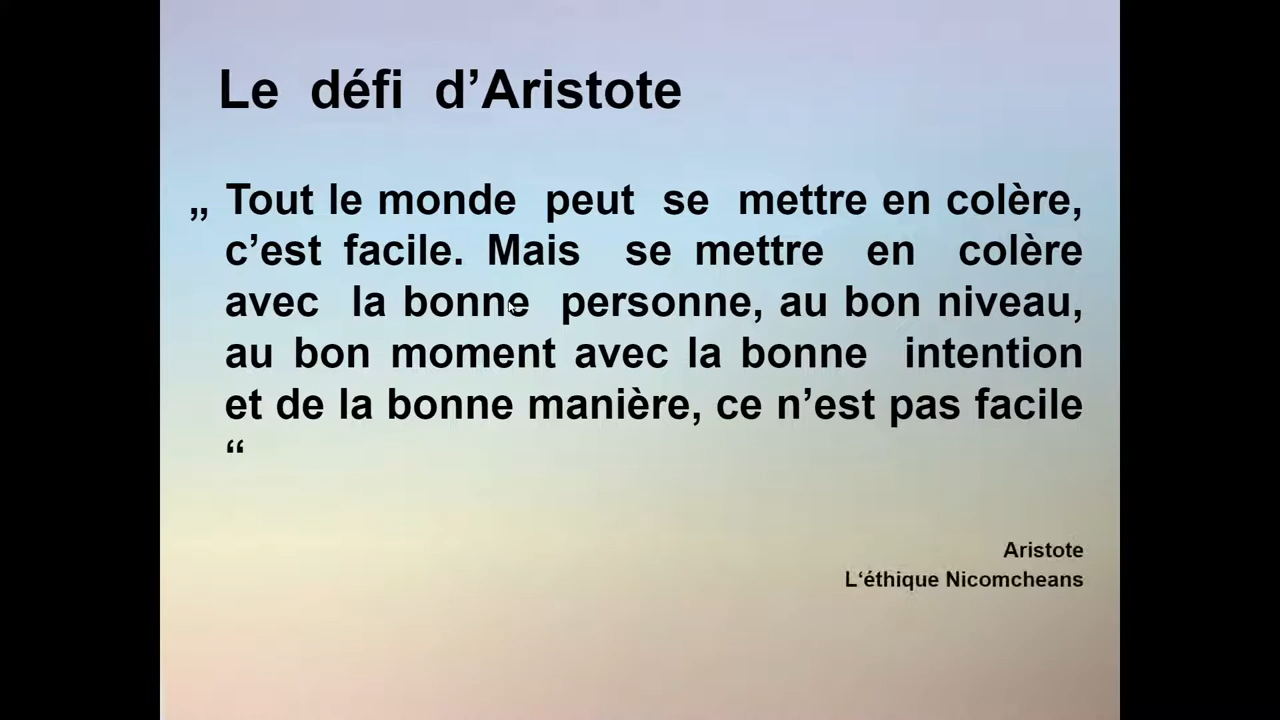 Le défi d’Aristote
„ Tout le monde peut se mettre en colère,
c’est facile. Mais se mettre en colère
avec la bonne personne, au bon niveau,
au bon moment avec la bonne intention
et de la bonne manière, ce n’est pas facile
“
Aristote
L‘éthique Nicomcheans